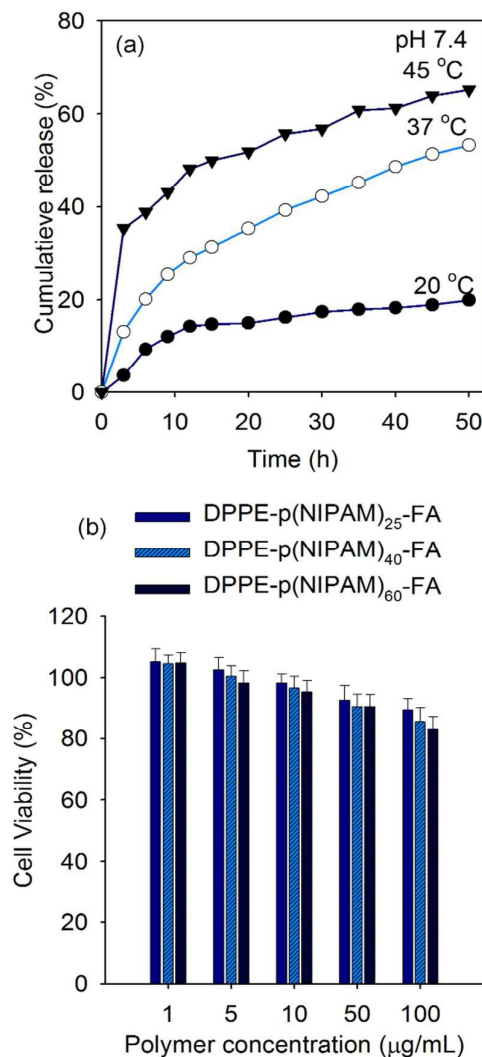 (a)
pH 7.4
45 °C
37 °C
20 °C
Cumulatieve release (%)
80
60
40
20
0
0 10 20 30 40 50
Time (h)
(b)
DPPE-p(NIPAM)25-FA
DPPE-p(NIPAM)40-FA
DPPE-p(NIPAM)60-FA
Cell Viability (%)
120
100
80
60
40
20
0
1 5 10 50 100
Polymer concentration (μg/mL)